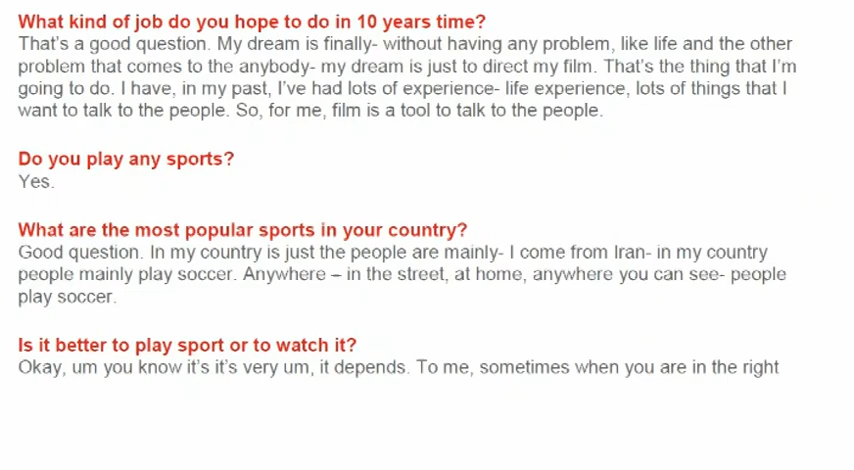 What kind of job do you hope to do in 10 years time?
That's a good question. My dream is finally- without having any problem, like life and the other
problem that comes to the anybody- my dream is just to direct my film. That's the thing that I'm
going to do. I have, in my past, I've had lots of experience- life experience, lots of things that I
want to talk to the people. So, for me, film is a tool to talk to the people.
Do you play any sports?
Yes.
What are the most popular sports in your country?
Good question. In my country is just the people are mainly- I come from Iran- in my country
people mainly play soccer. Anywhere – in the street, at home, anywhere you can see- people
play soccer.
Is it better to play sport or to watch it?
Okay, um you know it's it's very um, it depends. To me, sometimes when you are in the right